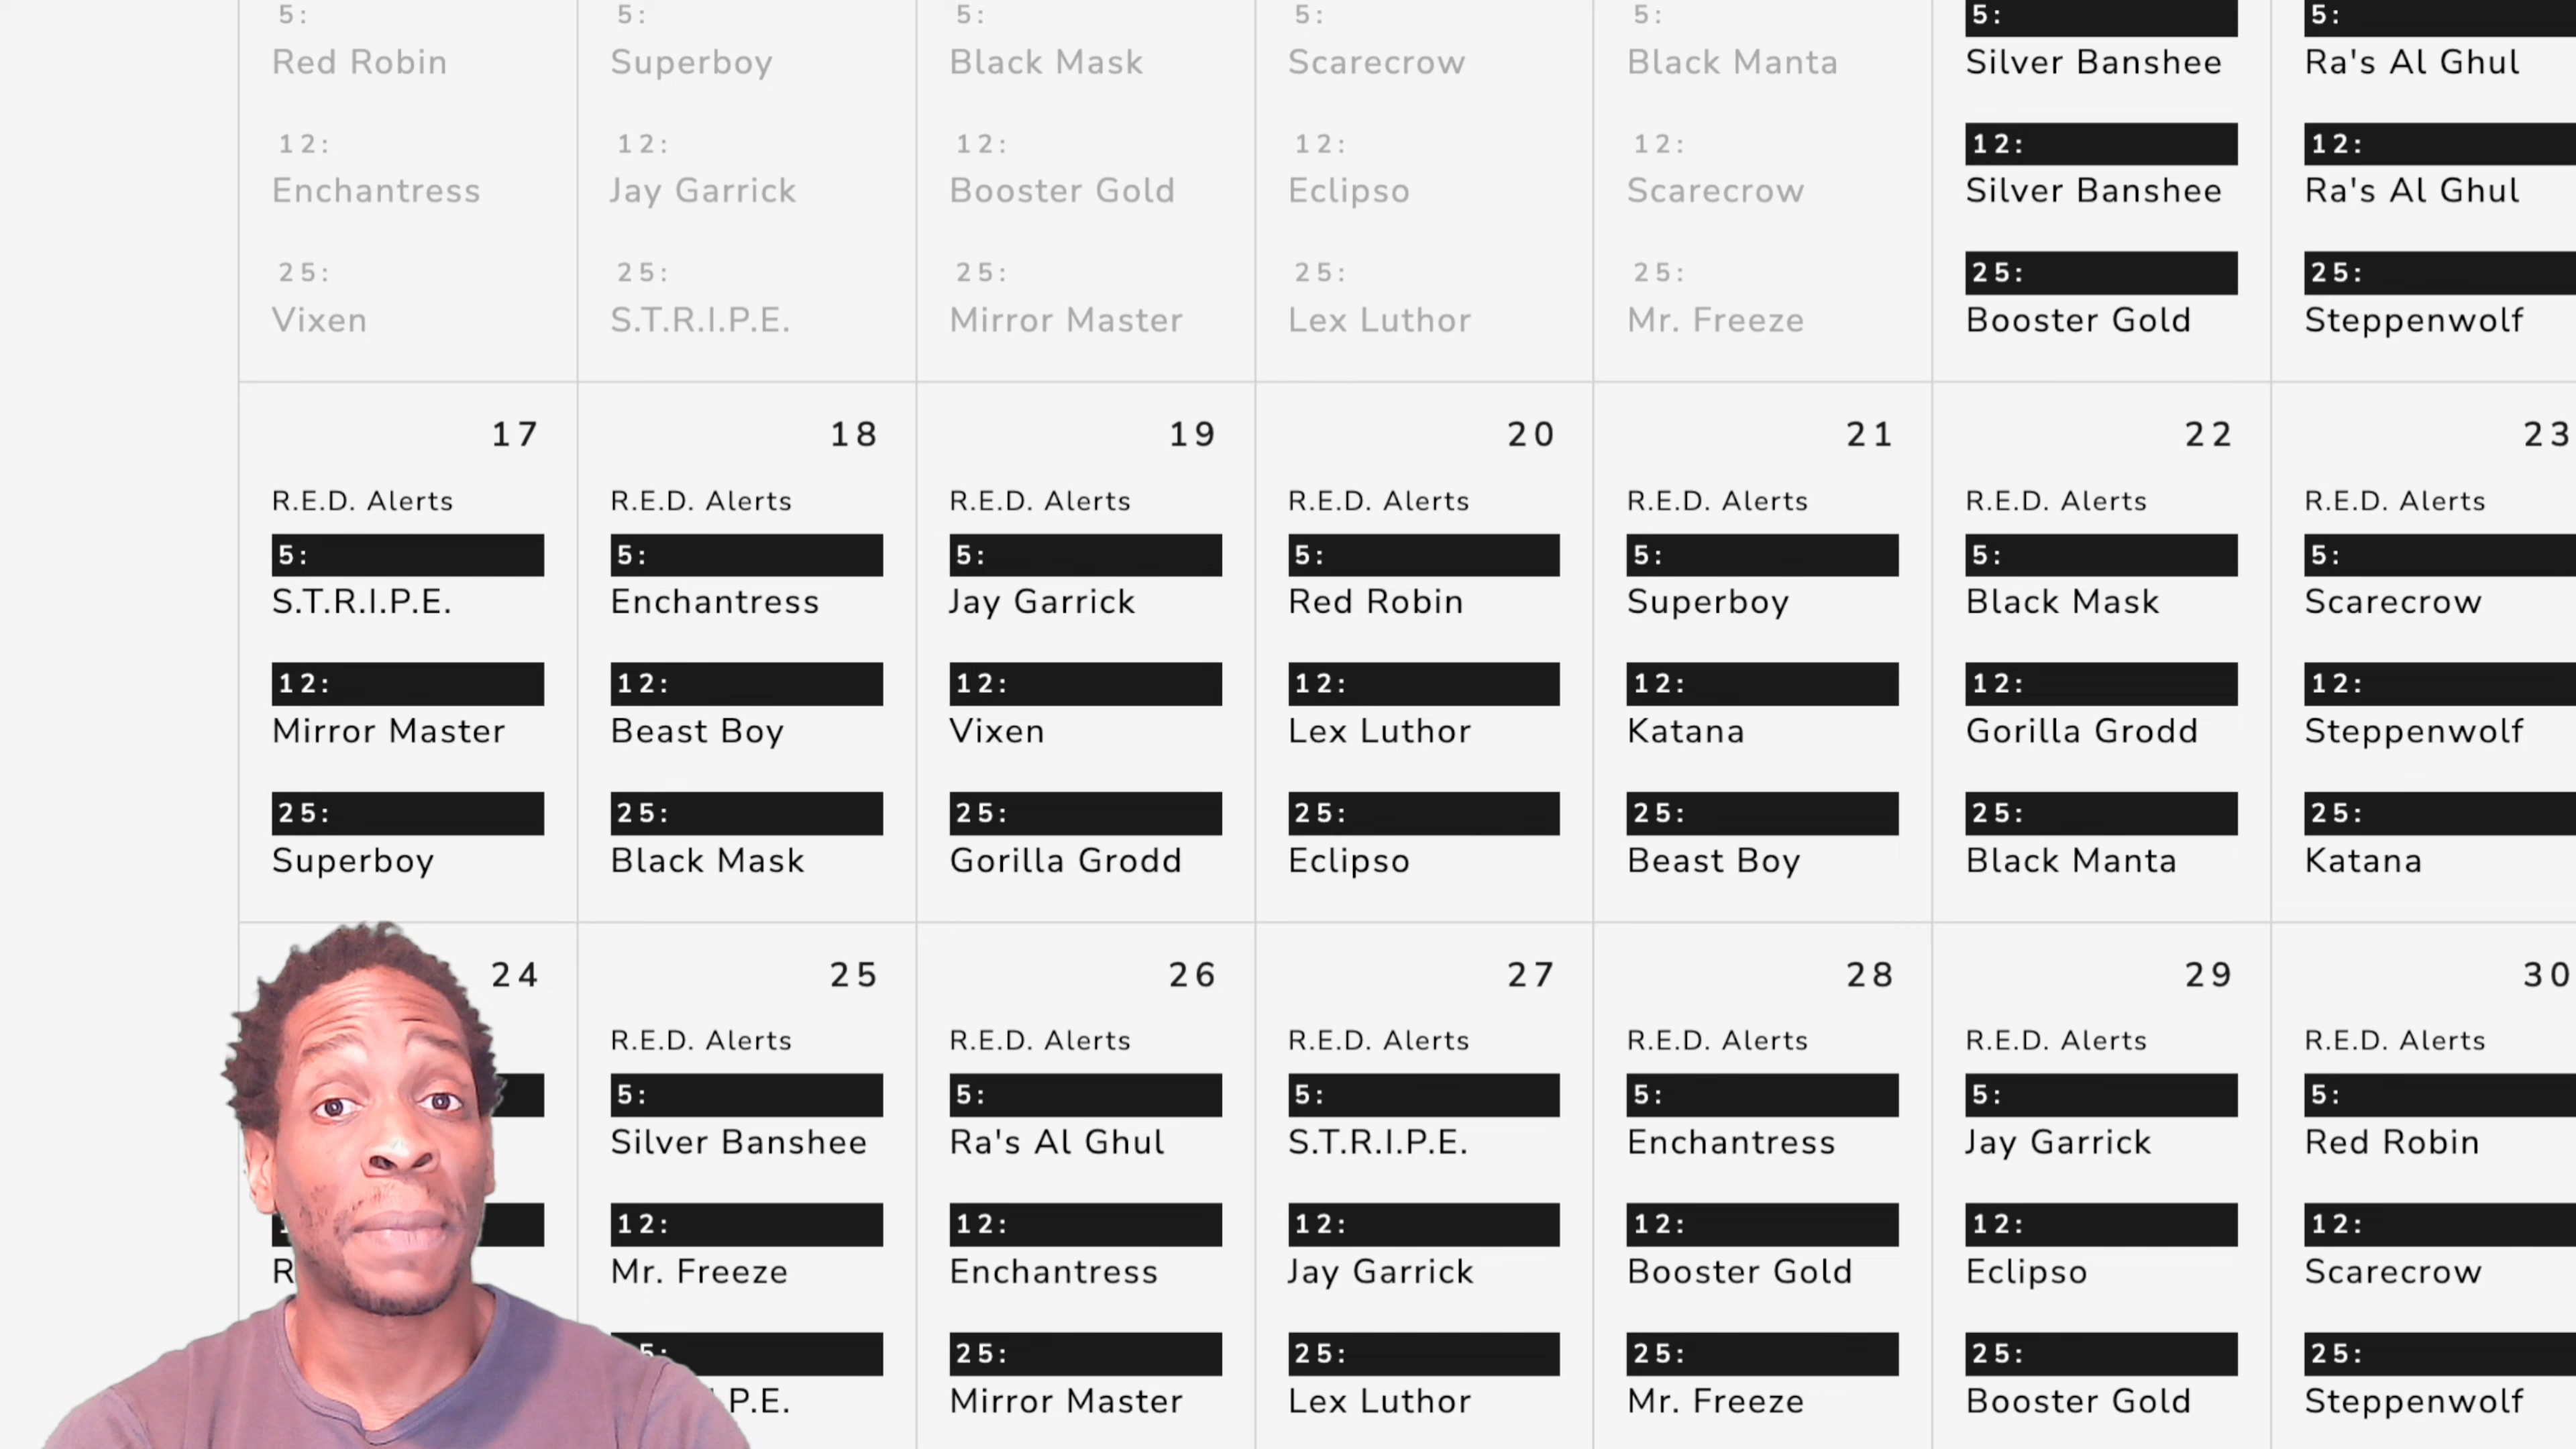 5:
Red Robin
12:
Enchantress
25:
Vixen
5:
Superboy
12:
Jay Garrick
25:
S.T.R.I.P.E.
5:
Black Mask
12:
Booster Gold
25:
Mirror Master
5:
Scarecrow
12:
Eclipso
25:
Lex Luthor
5:
Black Manta
12:
Scarecrow
25:
Mr. Freeze
5:
Silver Banshee
12:
Silver Banshee
25:
Booster Gold
5:
Ra's Al Ghul
12:
Ra's Al Ghul
25:
Steppenwolf
17
R.E.D. Alerts
5:
S.T.R.I.P.E.
12:
Mirror Master
25:
Superboy
18
R.E.D. Alerts
5:
Enchantress
12:
Beast Boy
25:
Black Mask
19
R.E.D. Alerts
5:
Jay Garrick
12:
Vixen
25:
Gorilla Grodd
20
R.E.D. Alerts
5:
Red Robin
12:
Lex Luthor
25:
Eclipso
21
R.E.D. Alerts
5:
Superboy
12:
Katana
25:
Beast Boy
22
R.E.D. Alerts
5:
Black Mask
12:
Gorilla Grodd
25:
Black Manta
23
R.E.D. Alerts
5:
Scarecrow
12:
Steppenwolf
25:
Katana
24
25
R.E.D. Alerts
5:
Silver Banshee
12:
Mr. Freeze
5:
P.E.
26
R.E.D. Alerts
5:
Ra's Al Ghul
12:
Enchantress
25:
Mirror Master
27
R.E.D. Alerts
5:
S.T.R.I.P.E.
12:
Jay Garrick
25:
Lex Luthor
28
R.E.D. Alerts
5:
Enchantress
12:
Booster Gold
25:
Mr. Freeze
29
R.E.D. Alerts
5:
Jay Garrick
12:
Eclipso
25:
Booster Gold
30
R.E.D. Alerts
5:
Red Robin
12:
Scarecrow
25:
Steppenwolf